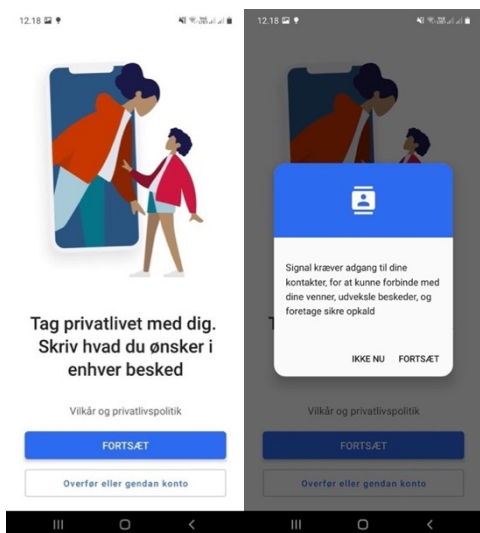 12.18
Tag privatlivet med dig.
Skriv hvad du ønsker i
enhver besked
Vilkår og privatlivspolitik
FORTSÆT
Overfør eller gendan konto
12.18
Signal kræver adgang til dine
kontakter, for at kunne forbinde med
dine venner, udveksle beskeder, og
foretage sikre opkald
IKKE NU FORTSÆT
T
Vilkår og privatlivspolitik
FORTSÆT
Overfør eller gendan konto